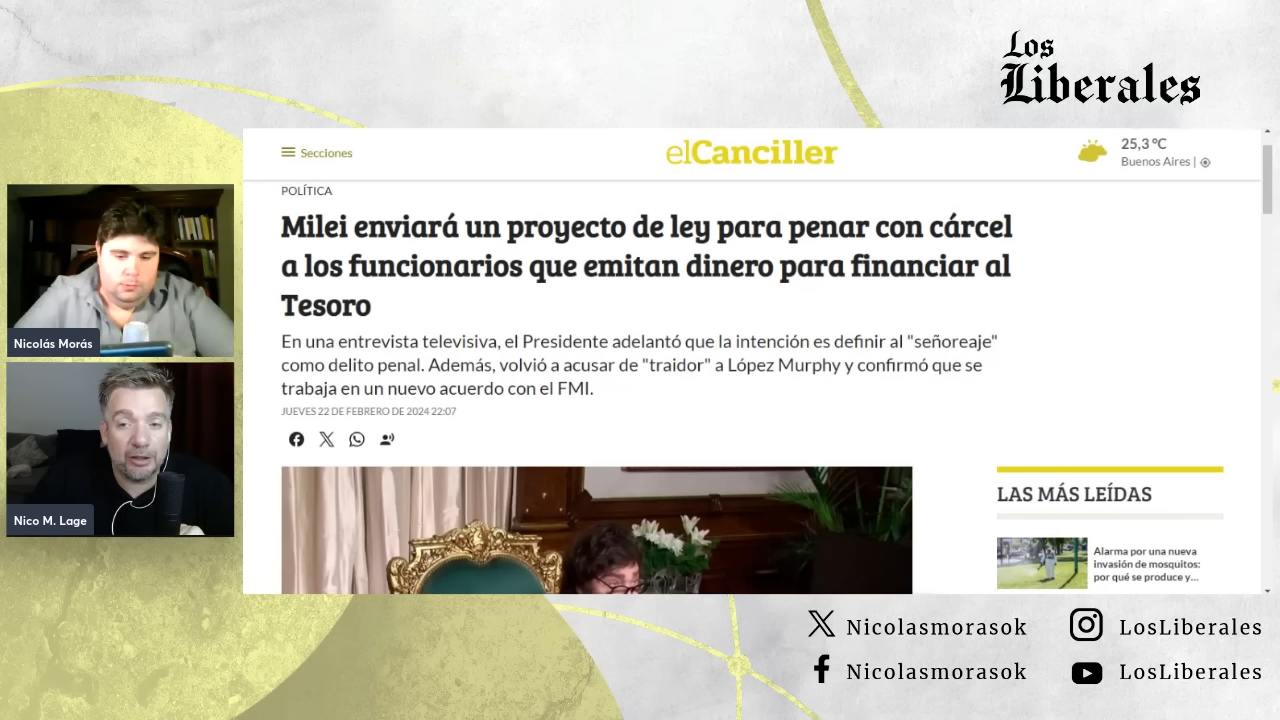 Los
Liberales
Secciones
elCanciller
25,3 ºC
Buenos Aires |
POLÍTICA
Milei enviará un proyecto de ley para penar con cárcel
a los funcionarios que emitan dinero para financiar al
Tesoro
En una entrevista televisiva, el Presidente adelantó que la intención es definir al "señoreaje"
como delito penal. Además, volvió a acusar de "traidor" a López Murphy y confirmó que se
trabaja en un nuevo acuerdo con el FMI.
JUEVES 22 DE FEBRERO DE 2024 22:07
LAS MÁS LEÍDAS
Alarma por una nueva
invasión de mosquitos:
por qué se produce y...
Nicolás Morás
Nico M. Lage
Nicolasmorasok
LosLiberales
Nicolasmorasok
LosLiberales